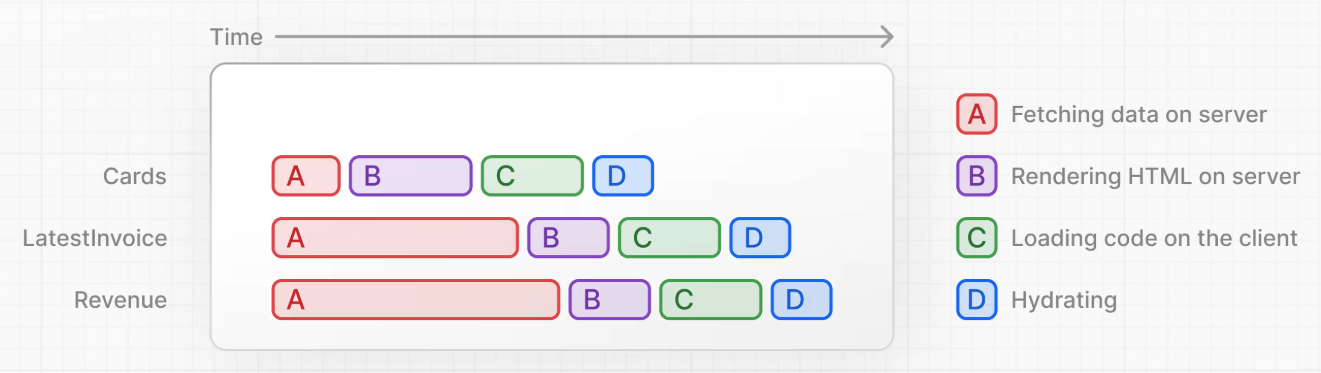 Time
A Fetching data on server
Cards A B C D B Rendering HTML on server
LatestInvoice A B C D C Loading code on the client
Revenue A B C D D Hydrating